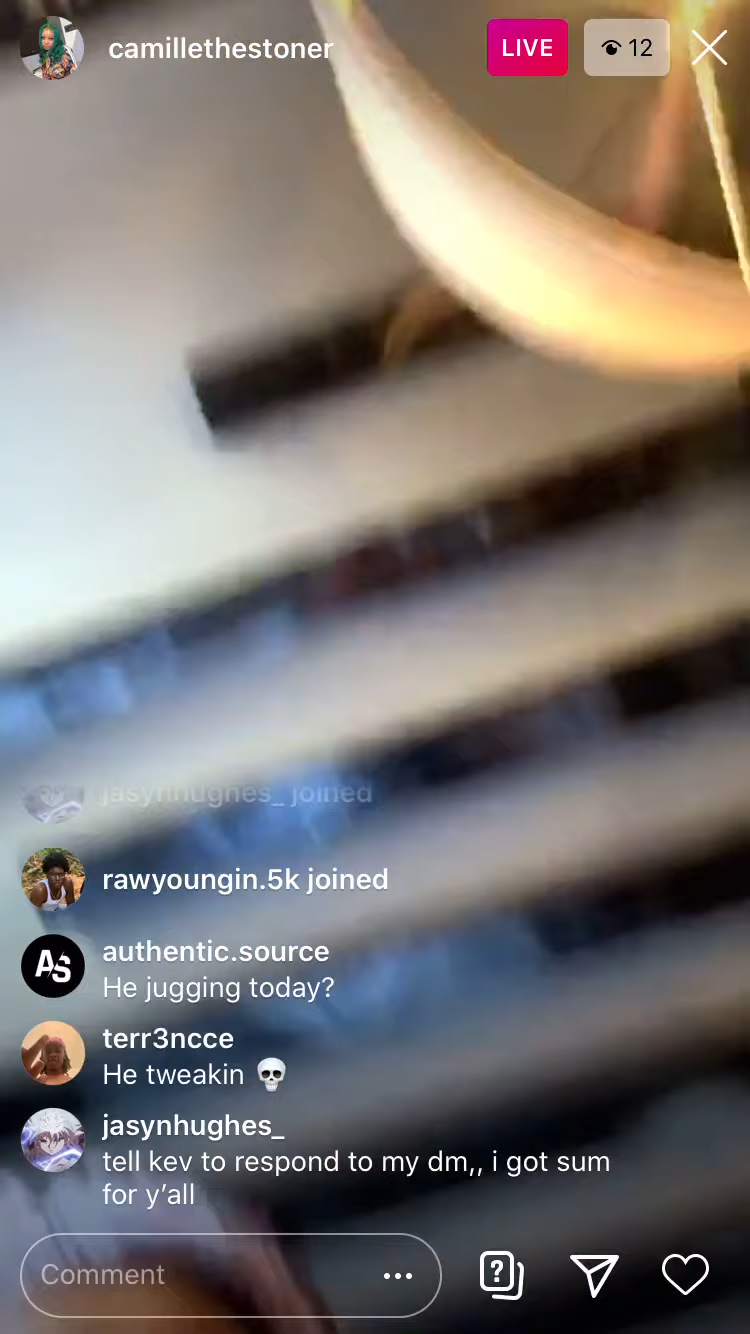 camillethestoner
LIVE
12
jasynhughes_ joined
rawyoungin.5k joined
AS
authentic.source
He jugging today?
terr3ncce
He tweakin 💀
jasynhughes_
tell kev to respond to my dm,, i got sum
for y’all
Comment